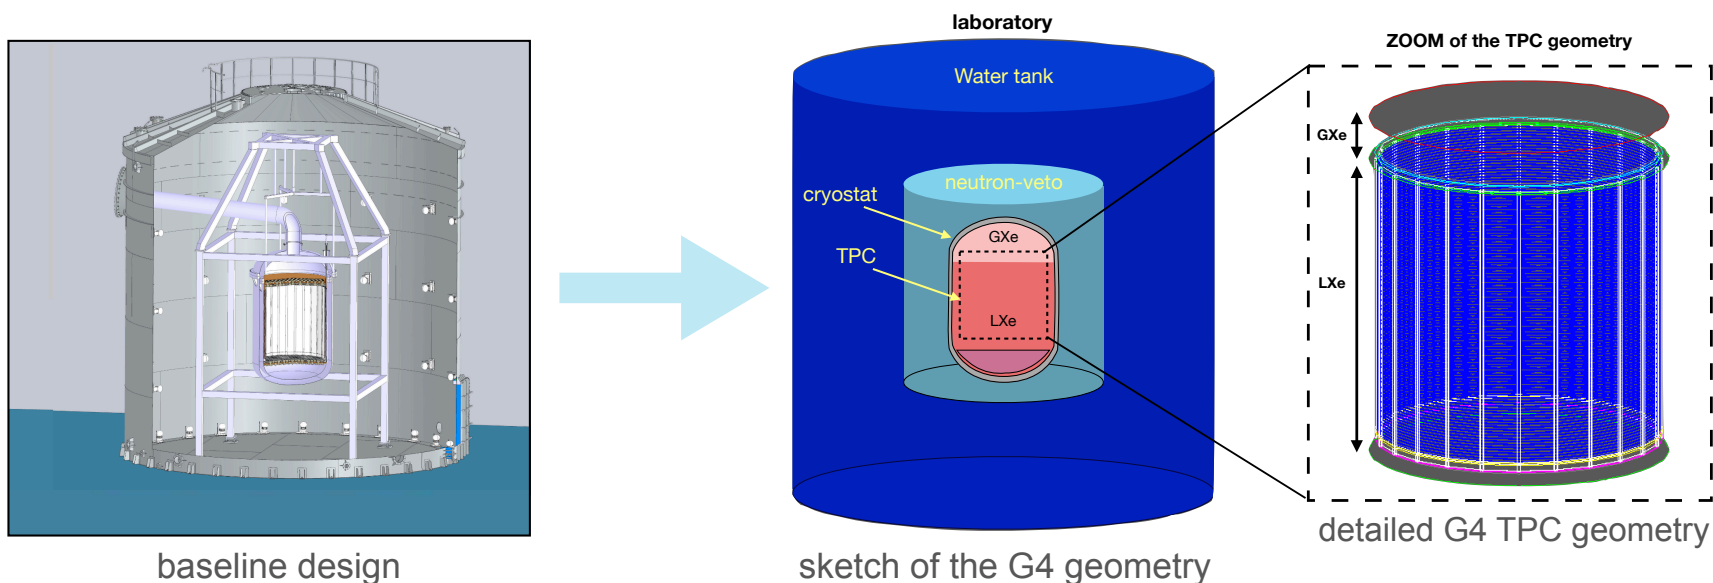 laboratory
ZOOM of the TPC geometry
Water tank
GXe
neutron-veto
cryostat
GXe
TPC
LXe
LXe
detailed G4 TPC geometry
baseline design
sketch of the G4 geometry